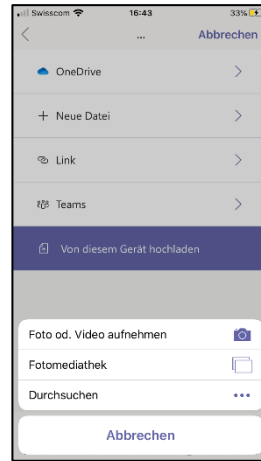 Swisscom 16:43 33%
... Abbrechen
OneDrive
+ Neue Datei
Link
Teams
Von diesem Gerät hochladen
Foto od. Video aufnehmen
Fotomediathek
Durchsuchen
Abbrechen